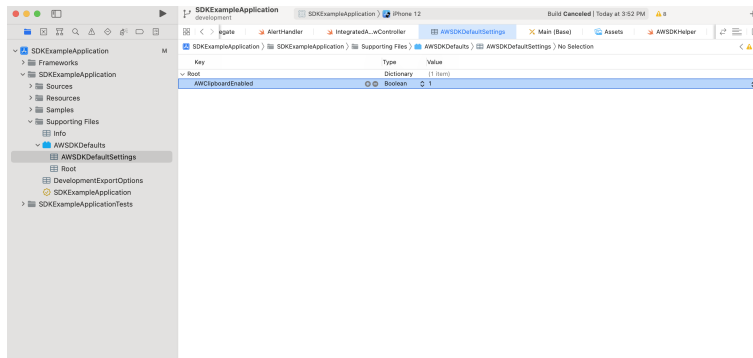 SDKExampleApplication
development
SDKExampleApplication 〉 iPhone 12
Build Canceled | Today at 3:52 PM
8
egate
AlertHandler
IntegratedA...wController
AWSDKDefaultSettings
Main (Base)
Assets
AWSDKHelper
SDKExampleApplication 〉 SDKExampleApplication 〉 Supporting Files 〉 AWSDKDefaults 〉 AWSDKDefaultSettings 〉 No Selection
SDKExampleApplication M
Frameworks
SDKExampleApplication
Sources
Resources
Samples
Supporting Files
Info
AWSDKDefaults
AWSDKDefaultSettings
Root
DevelopmentExportOptions
SDKExampleApplication
SDKExampleApplicationTests
Key Type Value
Root Dictionary (1 item)
AWClipboardEnabled Boolean 1